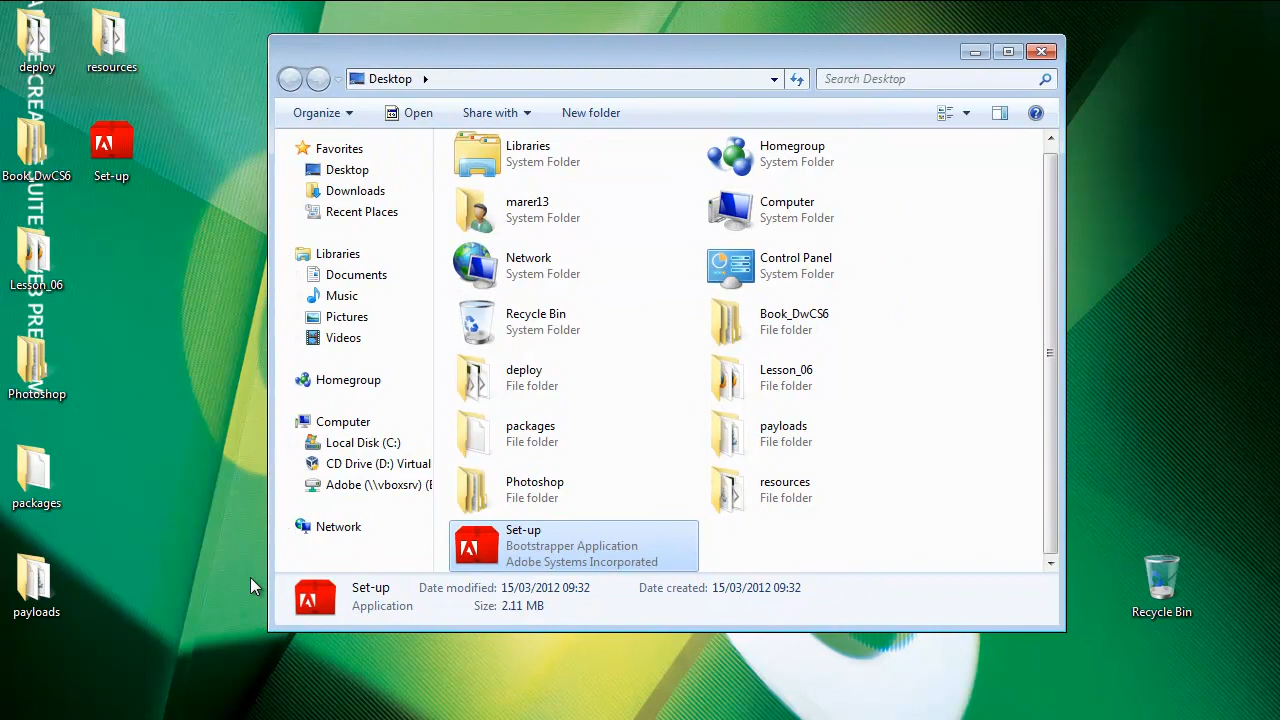 deploy
resources
Book_DwCS6
Set-up
Lesson_06
Photoshop
packages
payloads
Desktop
Search Desktop
Organize
Open
Share with
New folder
Favorites
Desktop
Downloads
Recent Places
Libraries
Documents
Music
Pictures
Videos
Homegroup
Computer
Local Disk (C:)
CD Drive (D:) Virtual
Adobe (\\vboxsrv) (E
Network
Libraries
System Folder
Homegroup
System Folder
marer13
System Folder
Computer
System Folder
Network
System Folder
Control Panel
System Folder
Recycle Bin
System Folder
Book_DwCS6
File folder
deploy
File folder
Lesson_06
File folder
packages
File folder
payloads
File folder
Photoshop
File folder
resources
File folder
Set-up
Bootstrapper Application
Adobe Systems Incorporated
Set-up
Date modified: 15/03/2012 09:32
Date created: 15/03/2012 09:32
Application
Size: 2.11 MB
Recycle Bin